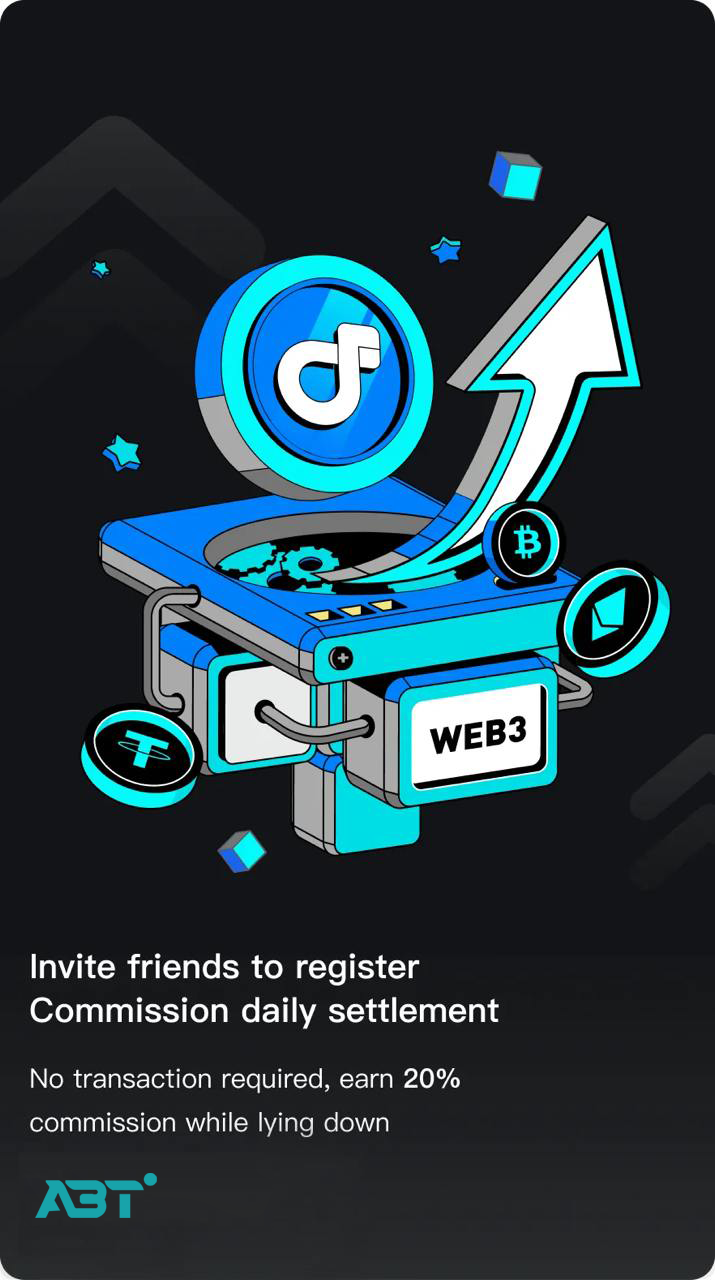 WEB3
Invite friends to register
Commission daily settlement
No transaction required, earn 20%
commission while lying down
ABT